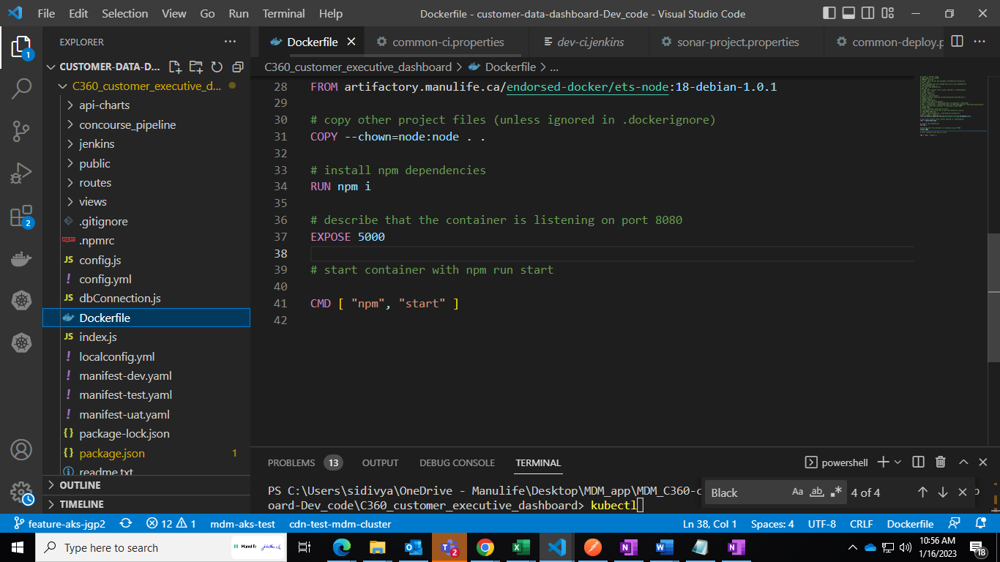 File Edit Selection View Go Run Terminal Help
Dockerfile - customer-data-dashboard-Dev_code - Visual Studio Code
EXPLORER
Dockerfile
common-ci.properties
dev-ci.jenkins
sonar-project.properties
common-deploy.p
CUSTOMER-DATA-D...
C360_customer_executive_dashboard > Dockerfile > ...
C360_customer_executive_d...
api-charts
concourse_pipeline
jenkins
public
routes
views
.gitignore
.npmrc
JS config.js
! config.yml
JS dbConnection.js
Dockerfile
JS index.js
! localconfig.yml
! manifest-dev.yaml
! manifest-test.yaml
! manifest-uat.yaml
{} package-lock.json
{} package.json 1
readme.txt
OUTLINE
TIMELINE
1
2
28 FROM artifactory.manulife.ca/endorsed-docker/ets-node:18-debian-1.0.1
29
30 # copy other project files (unless ignored in .dockerignore)
31 COPY --chown=node:node . .
32
33 # install npm dependencies
34 RUN npm i
35
36 # describe that the container is listening on port 8080
37 EXPOSE 5000
38
39 # start container with npm run start
40
41 CMD [ "npm", "start" ]
42
PROBLEMS 13 OUTPUT DEBUG CONSOLE TERMINAL
powershell
PS C:\Users\sidivya\OneDrive - Manulife\Desktop\MDM_app\MDM_C360-c
oard-Dev_code\C360_customer_executive_dashboard> kubectl
Black Aa ab 4 of 4
feature-aks-jgp2 12 1 mdm-aks-test cdn-test-mdm-cluster
Ln 38, Col 1 Spaces: 4 UTF-8 CRLF Dockerfile
Type here to search
Manulife
2
10:56 AM
1/16/2023
18